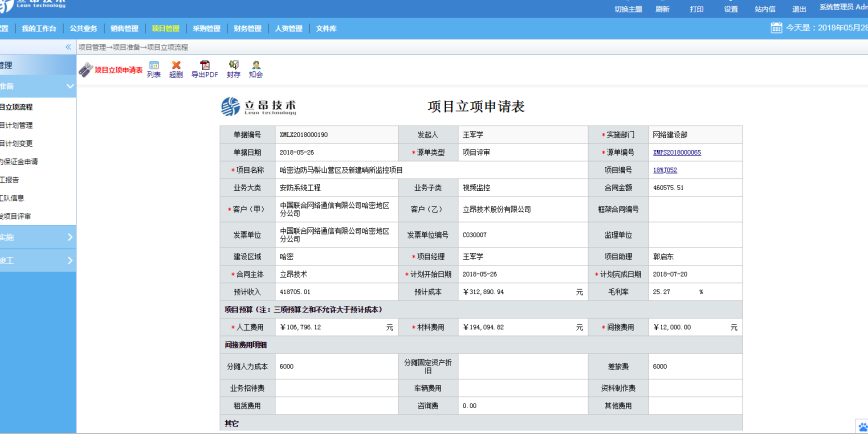 立昂技术
Leon technology
切换主题 刷新 打印 设置 站内信 退出 系统管理员
我的工作台 公共业务 销售管理 项目管理 采购管理 财务管理 人资管理 文件库
今天是：2018年05月2
« 项目管理→项目准备→项目立项流程
管理
准备
目立项流程
目计划管理
目计划变更
保证金申请
工报告
工队信息
项目评审
实施
竣工
项目立项申请表 列表 超删 导出PDF 封存 知会
立昂技术
Leon technology
项目立项申请表
单据编号 XMLX2018000190 发起人 王军学 *实施部门 网络建设部
单据日期 2018-05-26 *源单类型 项目评审 *源单编号 XMPS2018000065
*项目名称 哈密边防马鬃山营区及新建哨所监控项目 项目编号 18XJ052
业务大类 安防系统工程 业务子类 视频监控 合同金额 460575.51
*客户（甲） 中国联合网络通信有限公司哈密地区分公司 客户（乙） 立昂技术股份有限公司 框架合同编号
发票单位 中国联合网络通信有限公司哈密地区分公司 发票单位编号 C030007 监理单位
建设区域 哈密 *项目经理 王军学 项目助理 郭启东
*合同主体 立昂技术 *计划开始日期 2018-05-26 *计划完成日期 2018-07-20
预计收入 418705.01 预计成本 ￥312,890.94 元 毛利率 25.27 %
项目预算（注：三项预算之和不允许大于预计成本）
*人工费用 ￥106,796.12 元 *材料费用 ￥194,094.82 元 *间接费用 ￥12,000.00 元
间接费用明细
分摊人力成本 6000 分摊固定资产折旧 差旅费 6000
业务招待费 车辆费用 资料制作费
租赁费用 咨询费 0.00 其他费用
其它